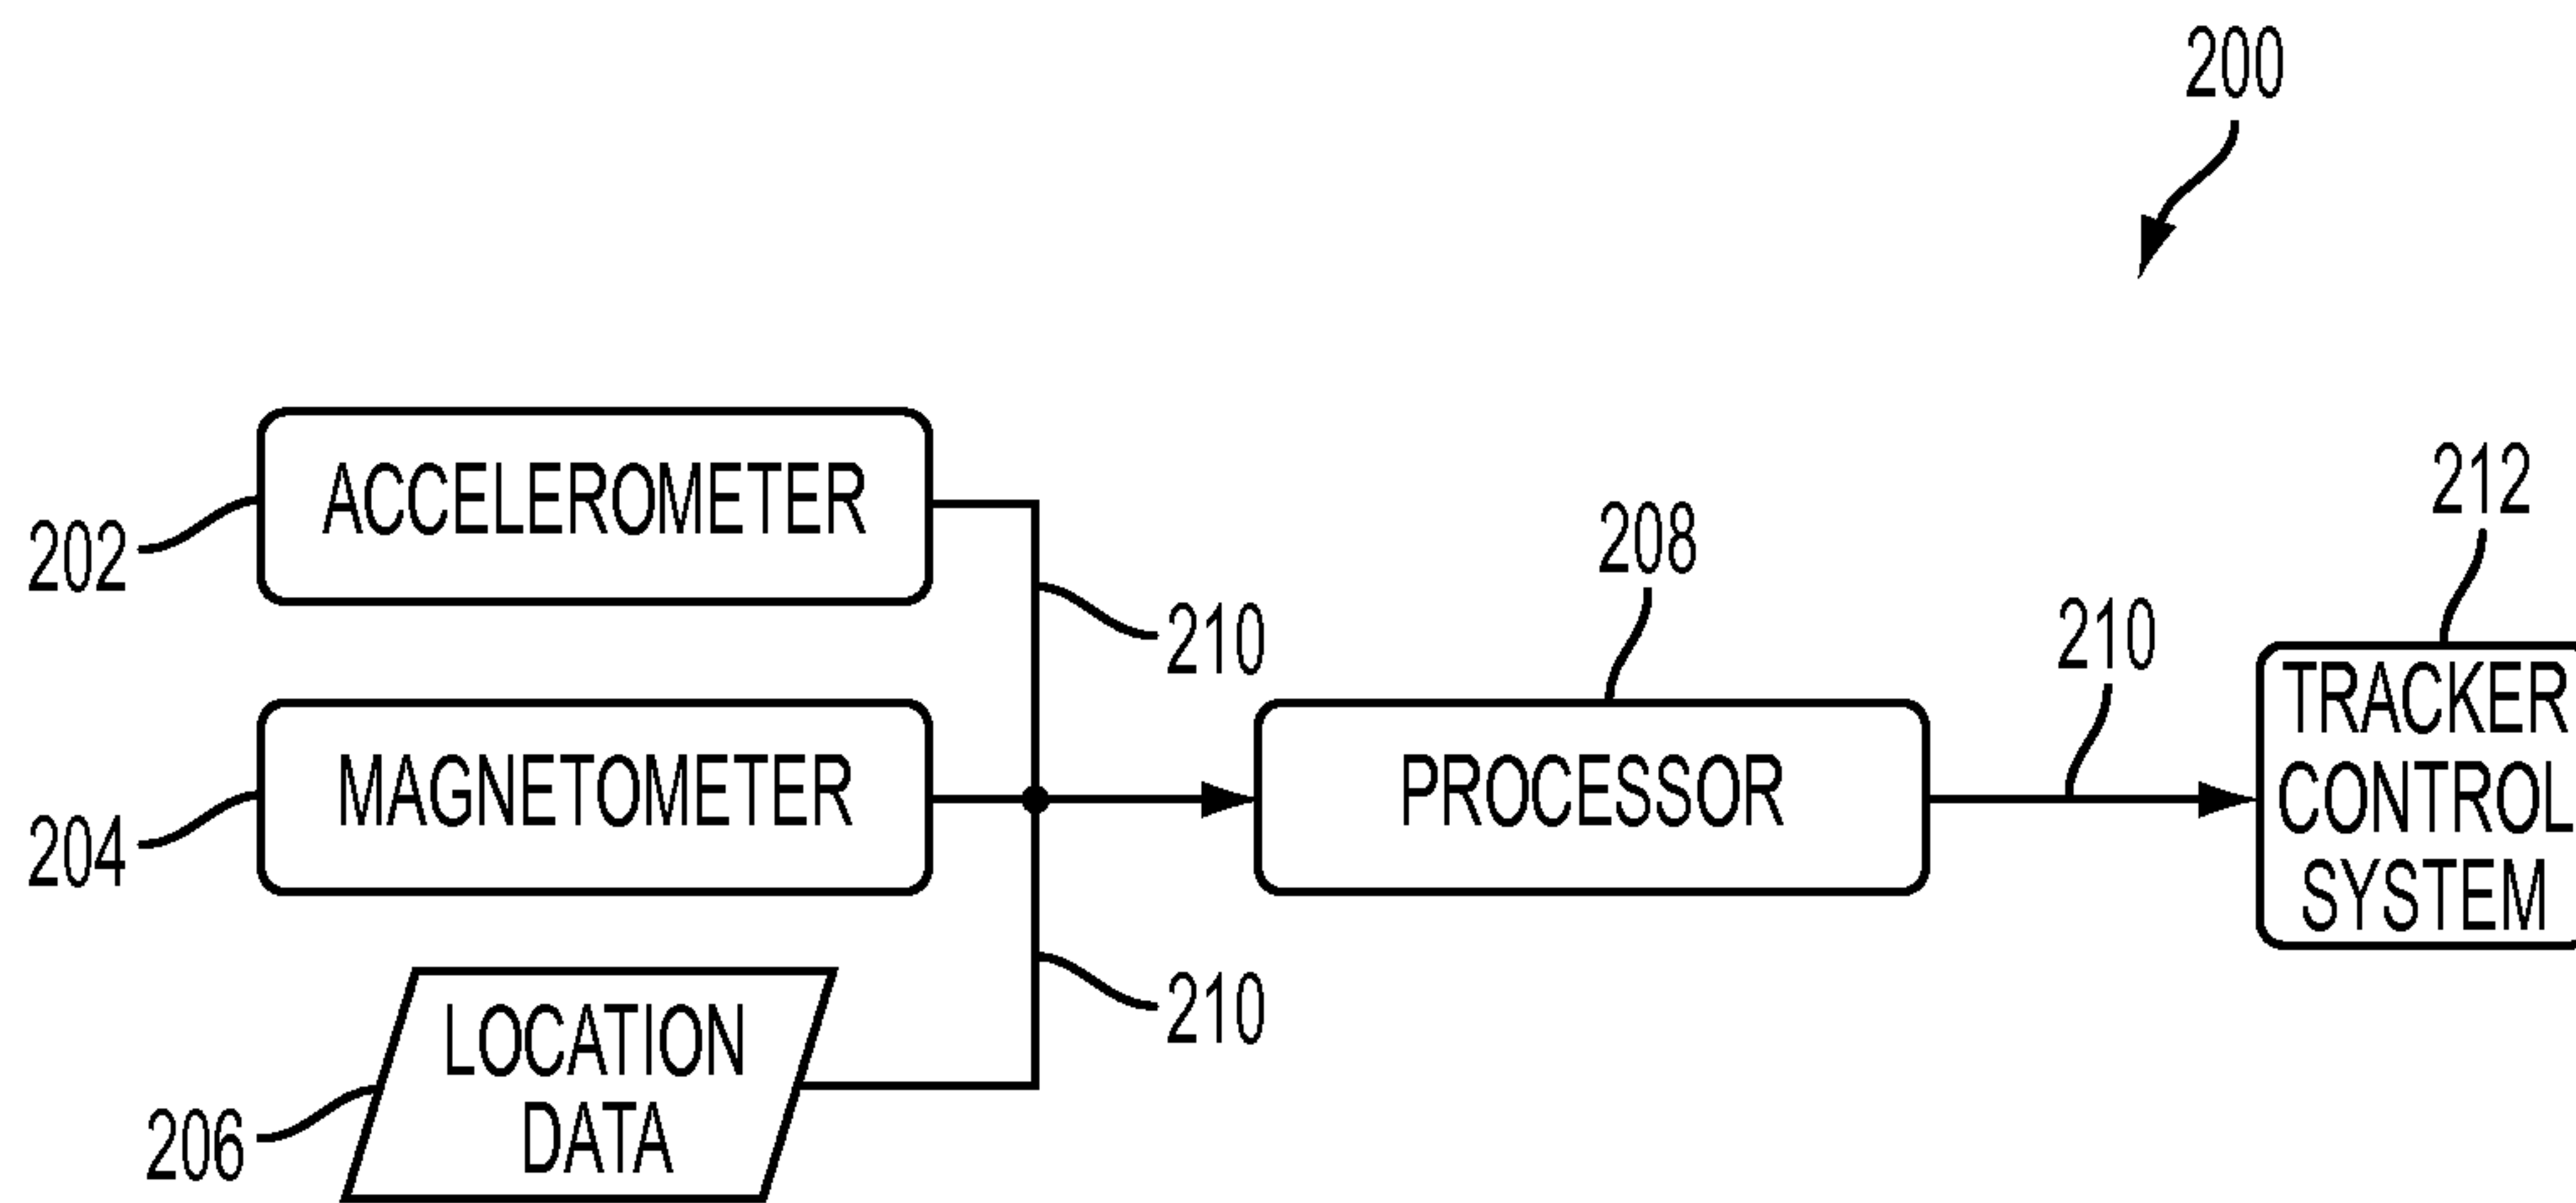 200
ACCELEROMETER
202
210
208
212
210
MAGNETOMETER
204
PROCESSOR
TRACKER
CONTROL
SYSTEM
210
LOCATION
DATA
206